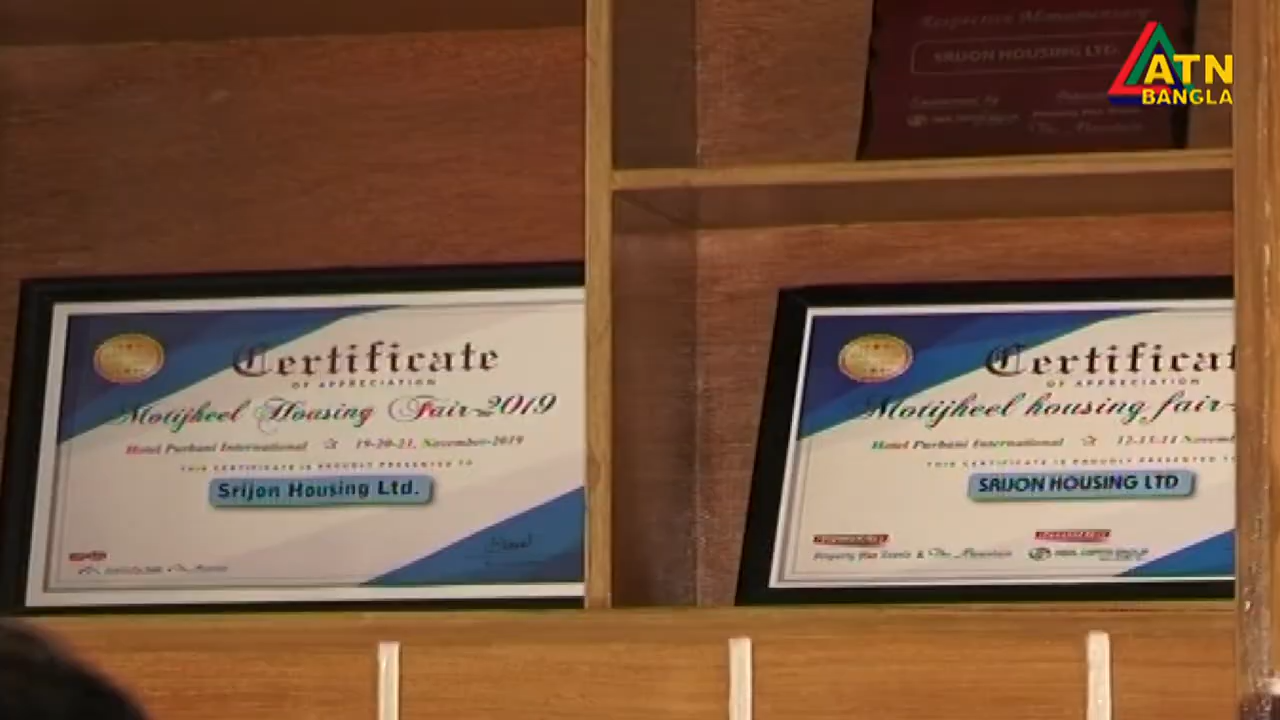 SRIJON HOUSING LTD.
ATN
BANGLA
Certificate
OF APPRECIATION
Motijheel Housing Fair-2019
Hotel Purbani International ☆ 19-20-21, November-2019
THIS CERTIFICATE IS PROUDLY PRESENTED TO
Srijon Housing Ltd.
Certificat
OF APPRECIATION
Motijheel housing fair-
Hotel Purbani International ☆
THIS CERTIFICATE IS PROUDLY PRESENTED TO
SRIJON HOUSING LTD